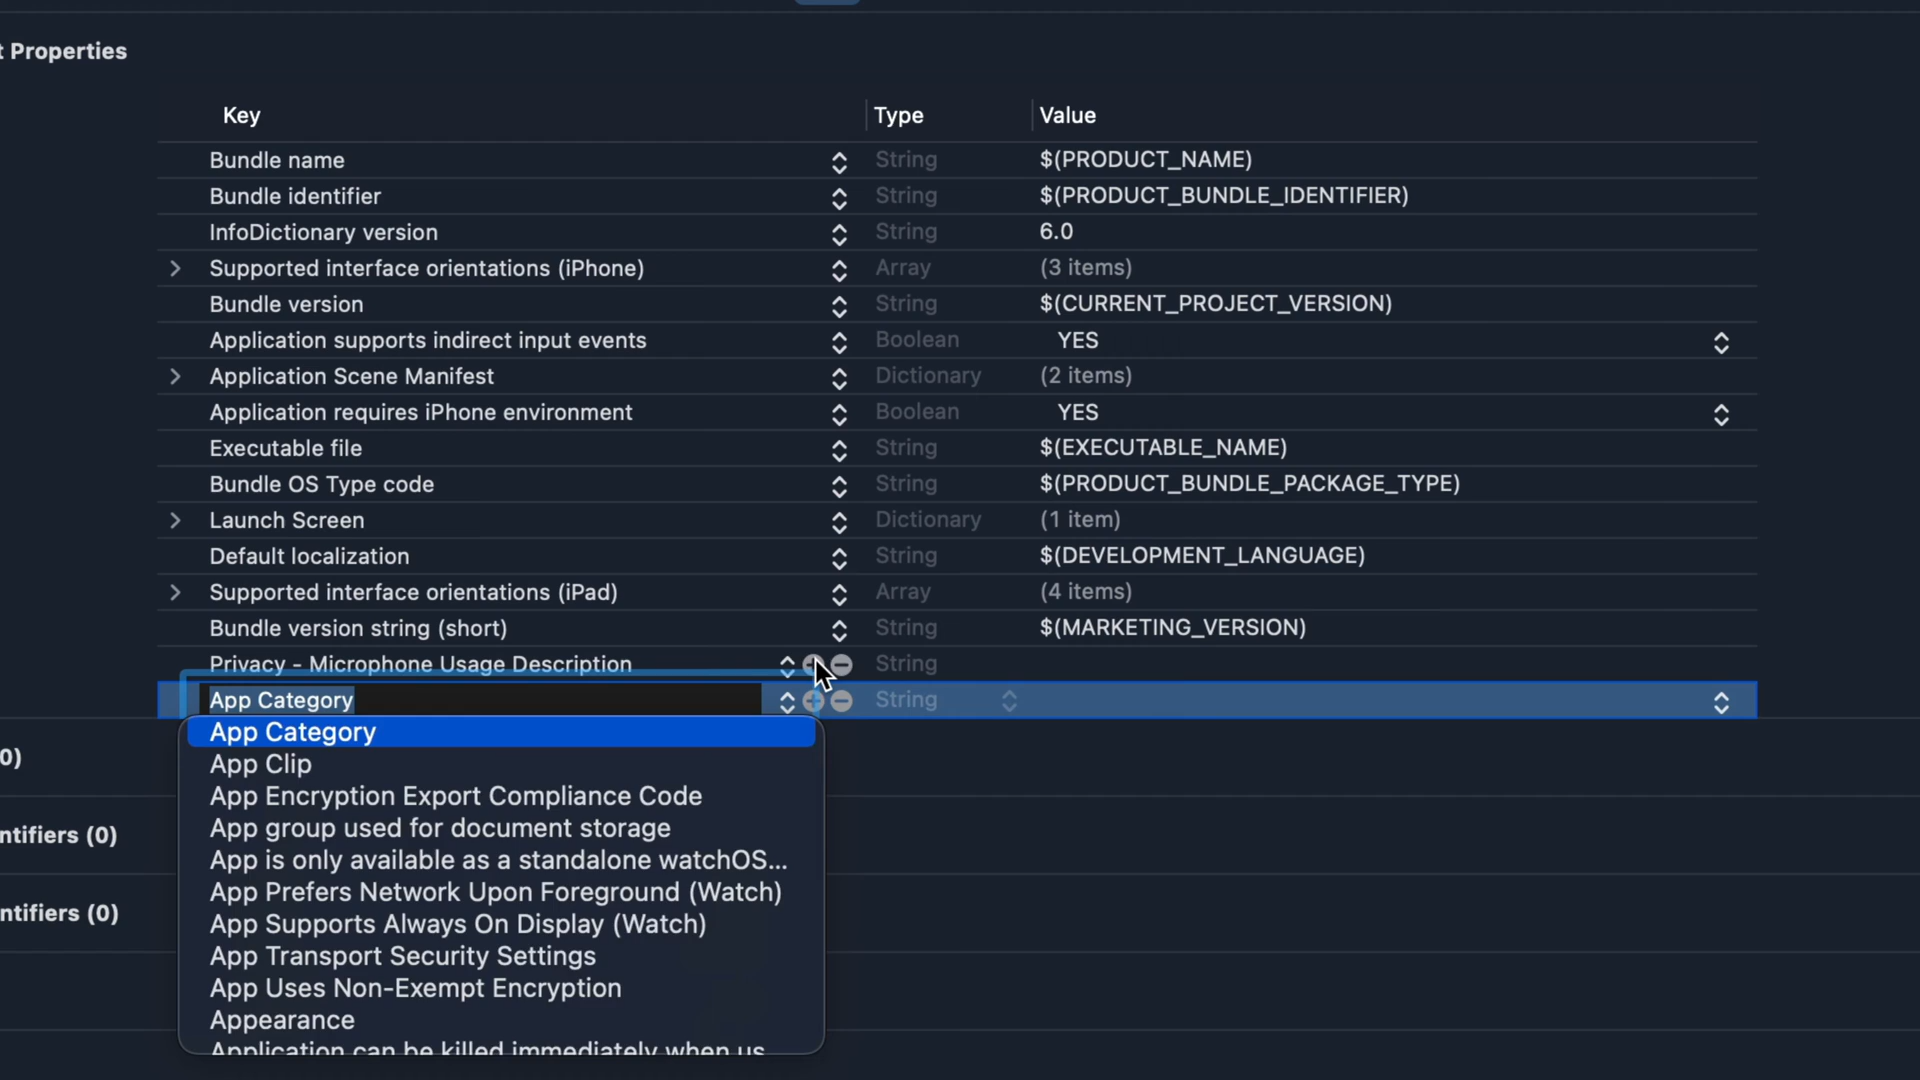 t Properties
Key Type Value
Bundle name String $(PRODUCT_NAME)
Bundle identifier String $(PRODUCT_BUNDLE_IDENTIFIER)
InfoDictionary version String 6.0
Supported interface orientations (iPhone) Array (3 items)
Bundle version String $(CURRENT_PROJECT_VERSION)
Application supports indirect input events Boolean YES
Application Scene Manifest Dictionary (2 items)
Application requires iPhone environment Boolean YES
Executable file String $(EXECUTABLE_NAME)
Bundle OS Type code String $(PRODUCT_BUNDLE_PACKAGE_TYPE)
Launch Screen Dictionary (1 item)
Default localization String $(DEVELOPMENT_LANGUAGE)
Supported interface orientations (iPad) Array (4 items)
Bundle version string (short) String $(MARKETING_VERSION)
Privacy - Microphone Usage Description String
App Category String
App Category
0) App Clip
App Encryption Export Compliance Code
ntifiers (0) App group used for document storage
App is only available as a standalone watchOS...
App Prefers Network Upon Foreground (Watch)
ntifiers (0) App Supports Always On Display (Watch)
App Transport Security Settings
App Uses Non-Exempt Encryption
Appearance
Application can be killed immediately when us